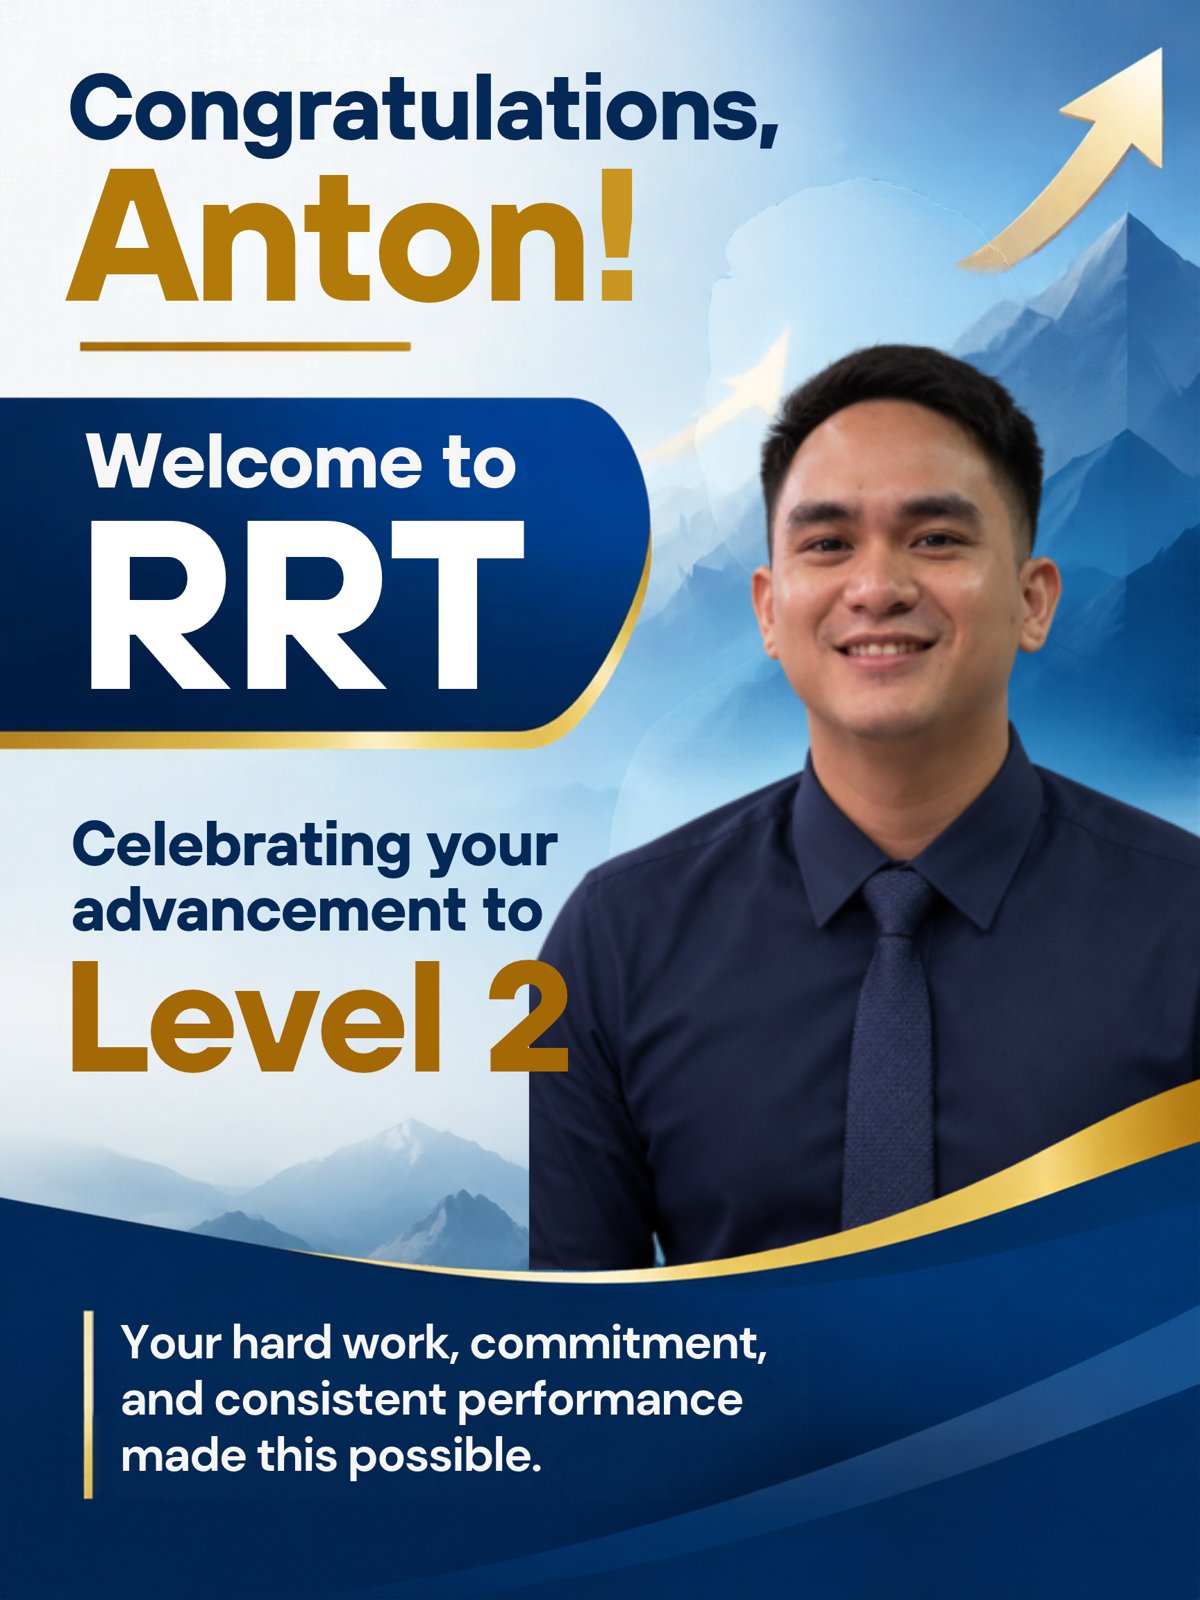 Congratulations,
Anton!
Welcome to
RRT
Celebrating your
advancement to
Level 2
Your hard work, commitment,
and consistent performance
made this possible.